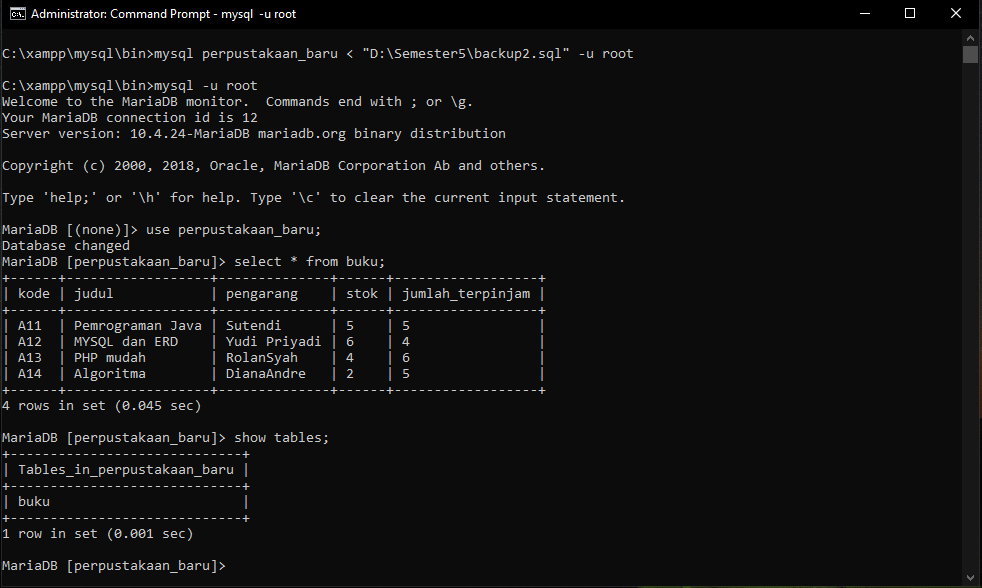 Administrator: Command Prompt - mysql  -u root
C:\xampp\mysql\bin>mysql perpustakaan_baru < "D:\Semester5\backup2.sql" -u root
C:\xampp\mysql\bin>mysql -u root
Welcome to the MariaDB monitor.  Commands end with ; or \g.
Your MariaDB connection id is 12
Server version: 10.4.24-MariaDB mariadb.org binary distribution
Copyright (c) 2000, 2018, Oracle, MariaDB Corporation Ab and others.
Type 'help;' or '\h' for help. Type '\c' to clear the current input statement.
MariaDB [(none)]> use perpustakaan_baru;
Database changed
MariaDB [perpustakaan_baru]> select * from buku;
+------+------------------+--------------+------+------------------+
| kode | judul            | pengarang    | stok | jumlah_terpinjam |
+------+------------------+--------------+------+------------------+
| A11  | Pemrograman Java | Sutendi      | 5    | 5                |
| A12  | MYSQL dan ERD    | Yudi Priyadi | 6    | 4                |
| A13  | PHP mudah        | RolanSyah    | 4    | 6                |
| A14  | Algoritma        | DianaAndre   | 2    | 5                |
+------+------------------+--------------+------+------------------+
4 rows in set (0.045 sec)
MariaDB [perpustakaan_baru]> show tables;
+-----------------------------+
| Tables_in_perpustakaan_baru |
+-----------------------------+
| buku                        |
+-----------------------------+
1 row in set (0.001 sec)
MariaDB [perpustakaan_baru]>